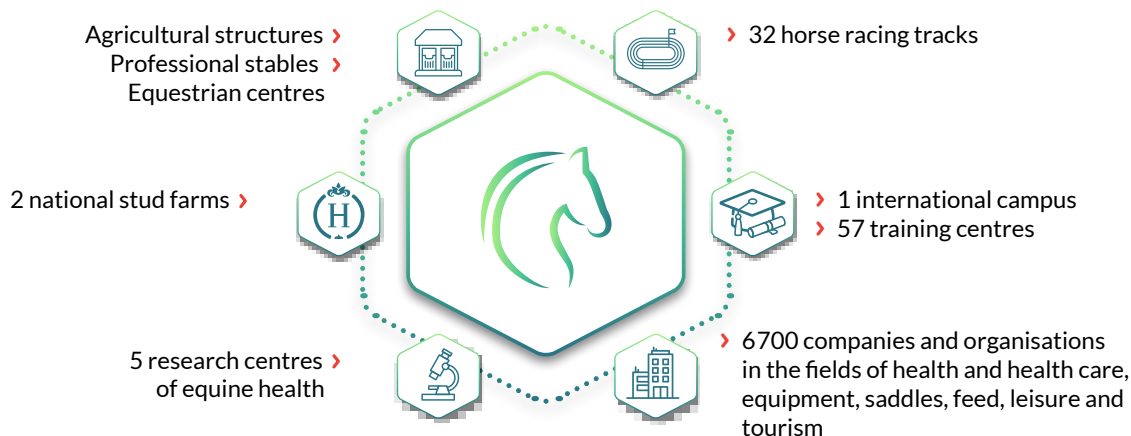 Agricultural structures
Professional stables
Equestrian centres
32 horse racing tracks
2 national stud farms
H
1 international campus
57 training centres
5 research centres
of equine health
6700 companies and organisations
in the fields of health and health care,
equipment, saddles, feed, leisure and
tourism